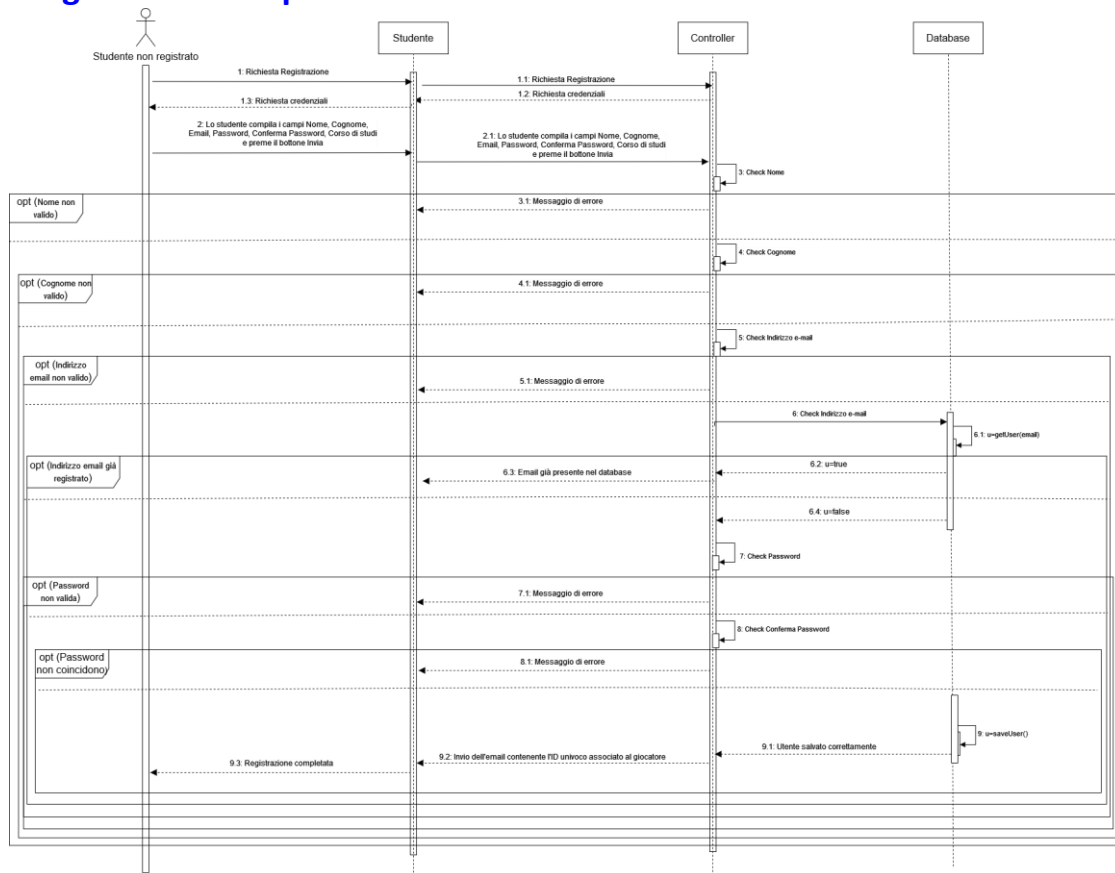 Studente non registrato
Studente
Controller
Database
1: Richiesta Registrazione
1.1: Richiesta Registrazione
1.2: Richiesta credenziali
1.3: Richiesta credenziali
2: Lo studente compila i campi Nome, Cognome,
Email, Password, Conferma Password, Corso di studi
e preme il bottone Invia
2.1: Lo studente compila i campi Nome, Cognome,
Email, Password, Conferma Password, Corso di studi
e preme il bottone Invia
3: Check Nome
opt (Nome non
valido)
3.1: Messaggio di errore
4: Check Cognome
opt (Cognome non
valido)
4.1: Messaggio di errore
5: Check Indirizzo e-mail
opt (Indirizzo
email non valido)
5.1: Messaggio di errore
6: Check Indirizzo e-mail
6.1: u=getUser(email)
opt (Indirizzo email già
registrato)
6.2: u=true
6.3: Email già presente nel database
6.4: u=false
7: Check Password
opt (Password
non valida)
7.1: Messaggio di errore
8: Check Conferma Password
opt (Password
non coincidono)
8.1: Messaggio di errore
9: u=saveUser()
9.1: Utente salvato correttamente
9.2: Invio dell'email contenente l'ID univoco associato al giocatore
9.3: Registrazione completata